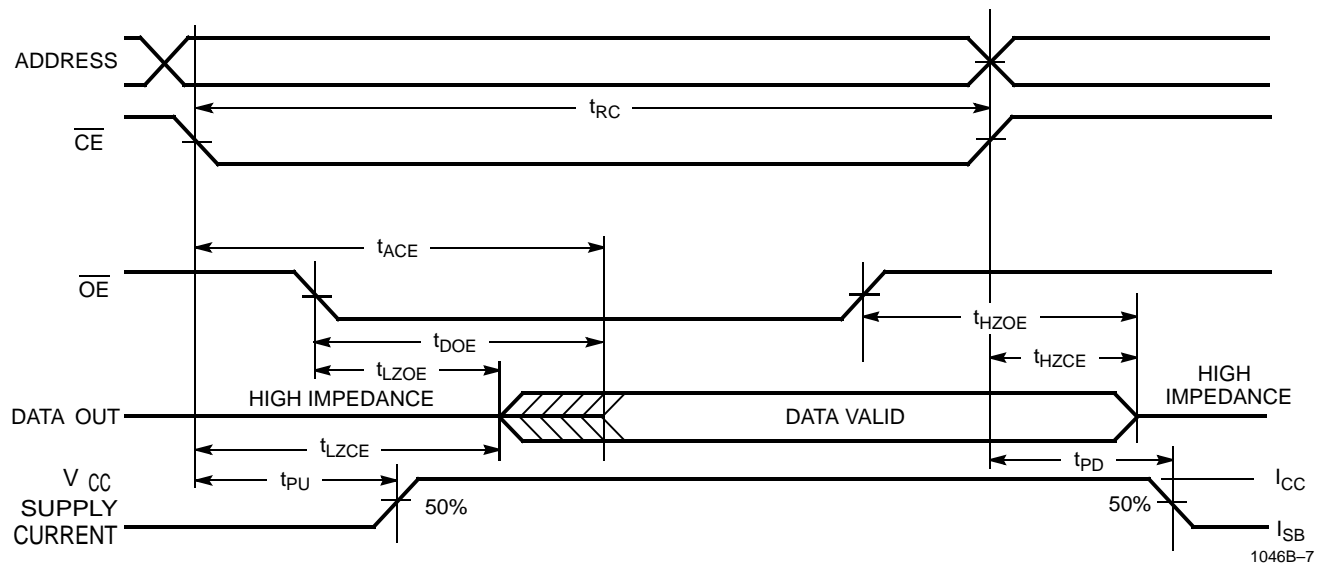 ADDRESS
tRC
CE
tACE
OE
tHZOE
tDOE
tHZCE
tLZOE
HIGH IMPEDANCE
HIGH
IMPEDANCE
DATA OUT
DATA VALID
tLZCE
tPD
V CC
SUPPLY
CURRENT
tPU
50%
50%
ICC
ISB
1046B–7